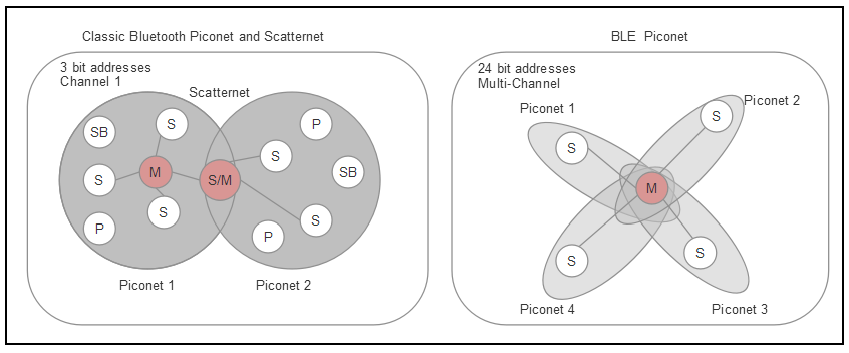 Classic Bluetooth Piconet and Scatternet
3 bit addresses
Channel 1
Scatternet
SB
S
P
S
SB
S
M
S/M
S
P
S
P
S
Piconet 1
Piconet 2
BLE Piconet
24 bit addresses
Multi-Channel
Piconet 1
Piconet 2
S
S
M
S
S
Piconet 4
Piconet 3